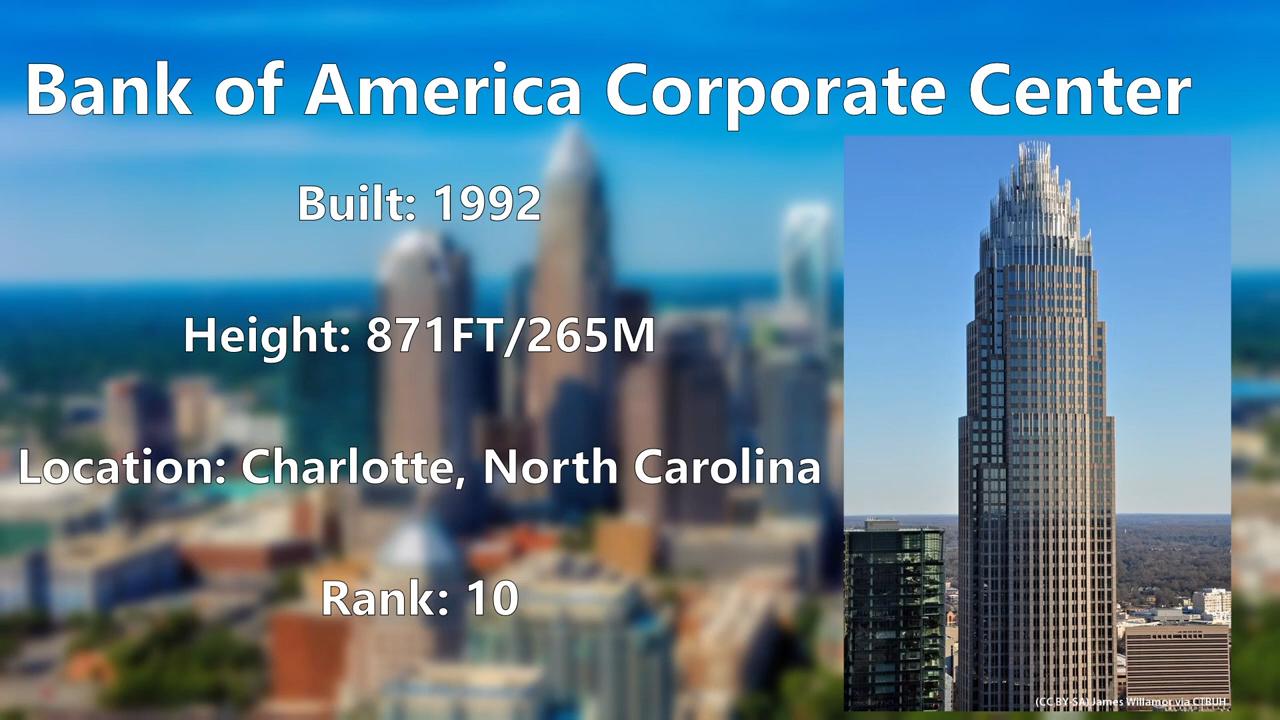 Bank of America Corporate Center
Built: 1992
Height: 871FT/265M
Location: Charlotte, North Carolina
Rank: 10
(CC BY-SA) James Willamor via CTBUH